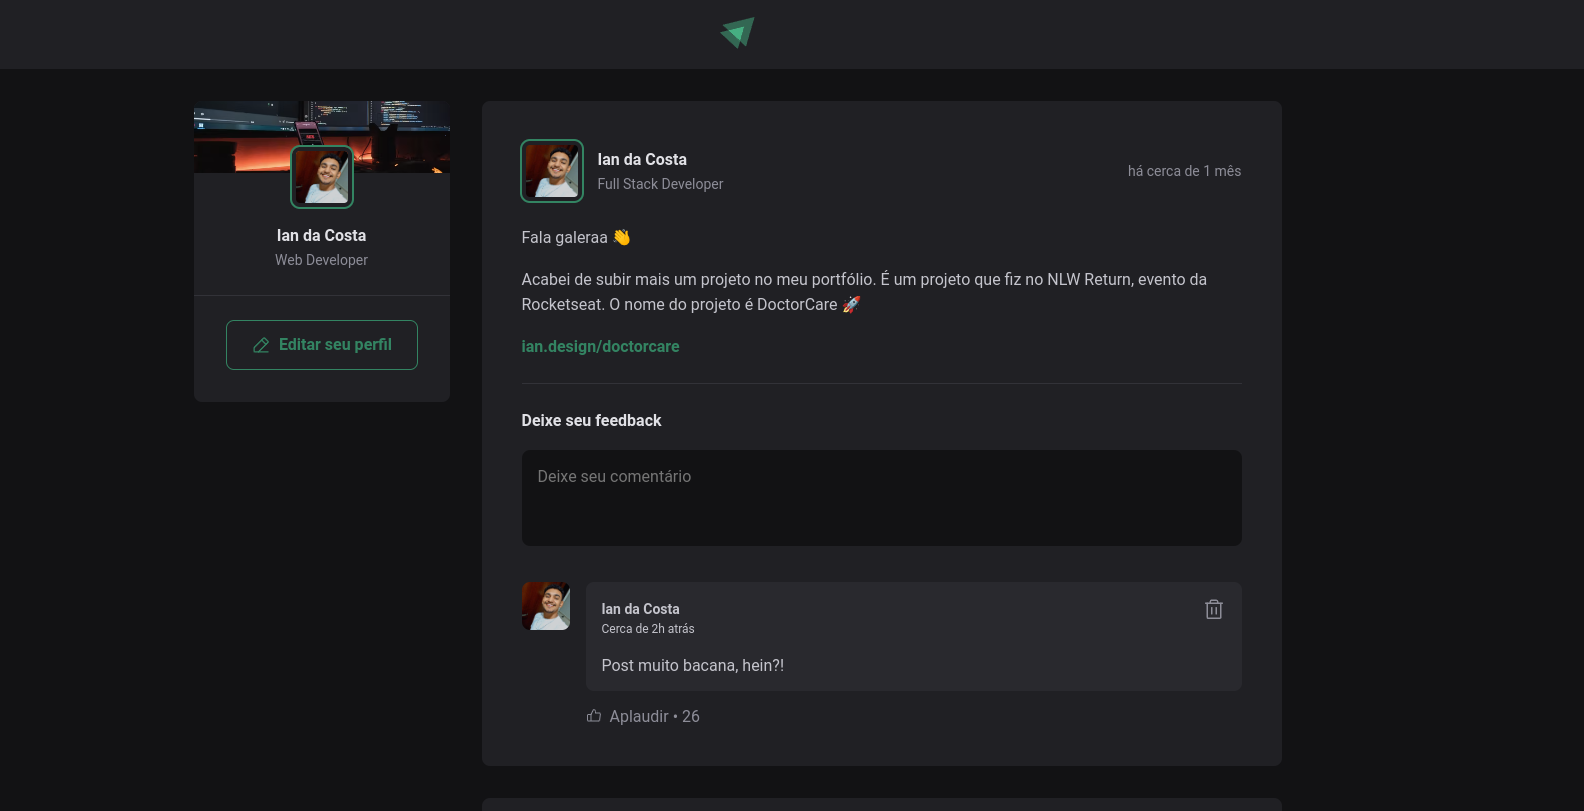 Ian da Costa
Web Developer
Editar seu perfil
Ian da Costa
Full Stack Developer
há cerca de 1 mês
Fala galeraa 👋
Acabei de subir mais um projeto no meu portfólio. É um projeto que fiz no NLW Return, evento da
Rocketseat. O nome do projeto é DoctorCare 🚀
ian.design/doctorcare
Deixe seu feedback
Deixe seu comentário
Ian da Costa
Cerca de 2h atrás
Post muito bacana, hein?!
Aplaudir • 26